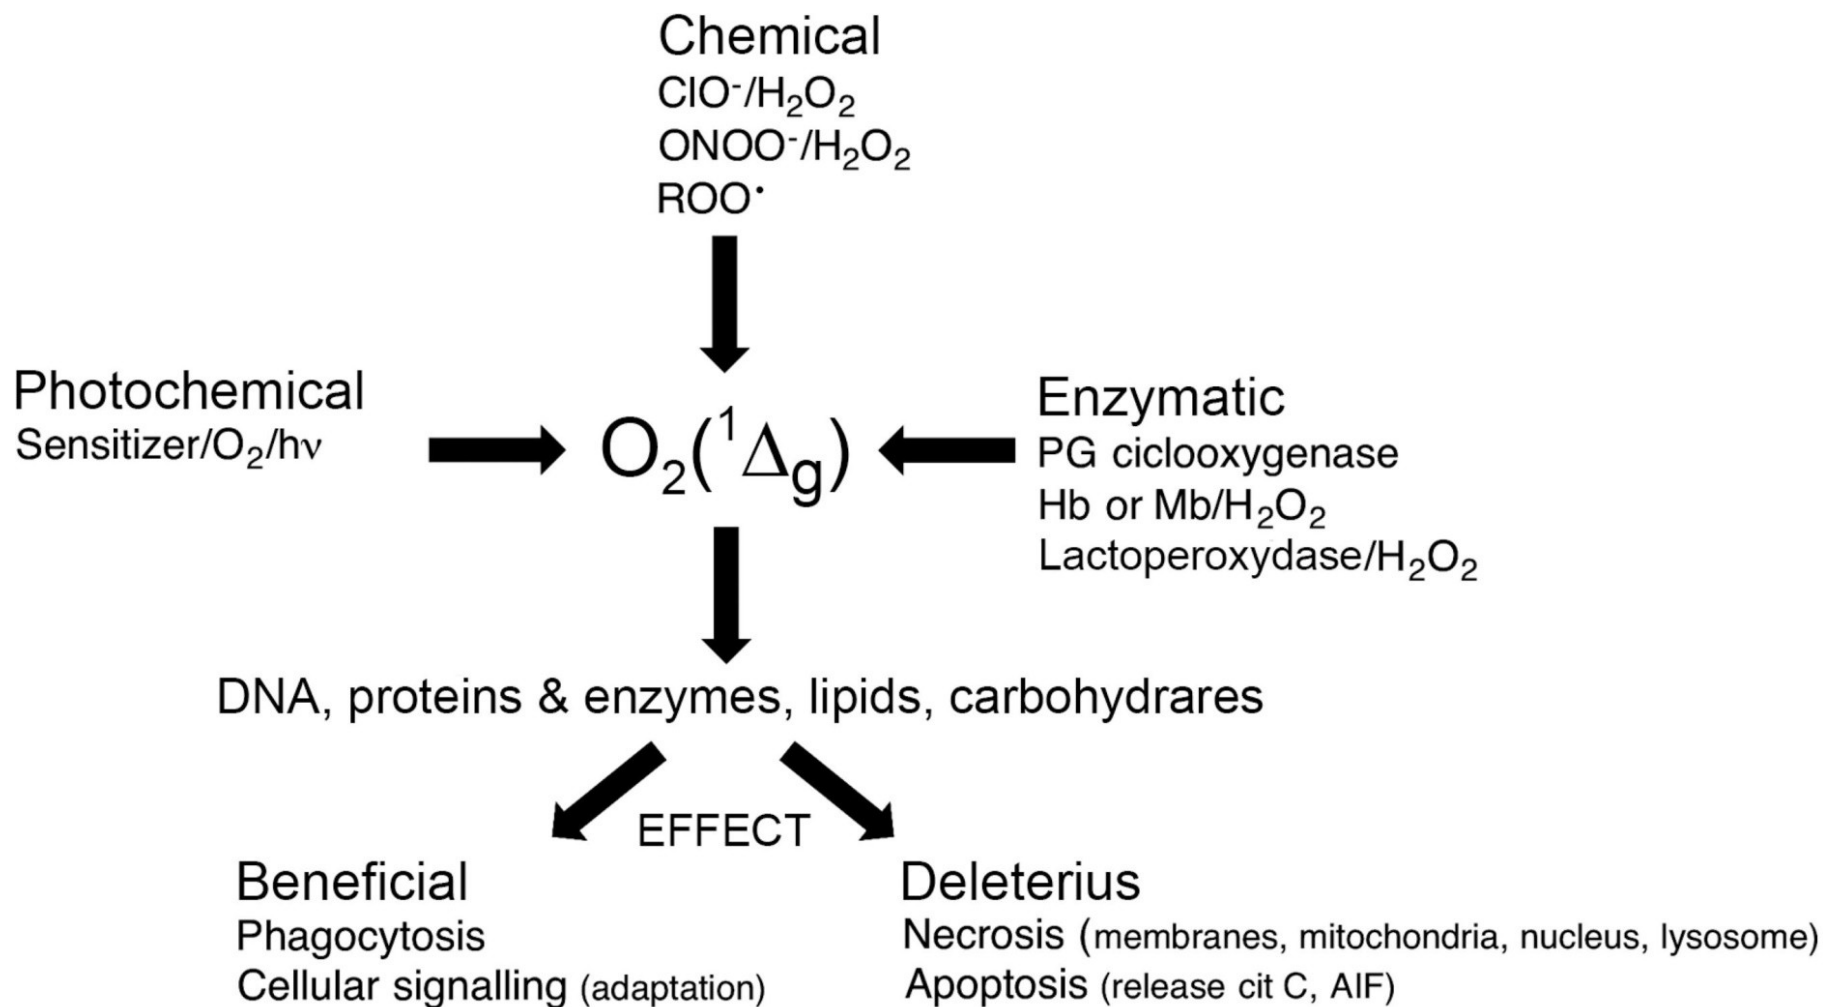 Chemical
ClO⁻/H₂O₂
ONOO⁻/H₂O₂
ROO•
Photochemical
Sensitizer/O₂/hν
O₂(¹Δg)
Enzymatic
PG ciclooxygenase
Hb or Mb/H₂O₂
Lactoperoxydase/H₂O₂
DNA, proteins & enzymes, lipids, carbohydrares
EFFECT
Beneficial
Phagocytosis
Cellular signalling (adaptation)
Deleterius
Necrosis (membranes, mitochondria, nucleus, lysosome)
Apoptosis (release cit C, AIF)